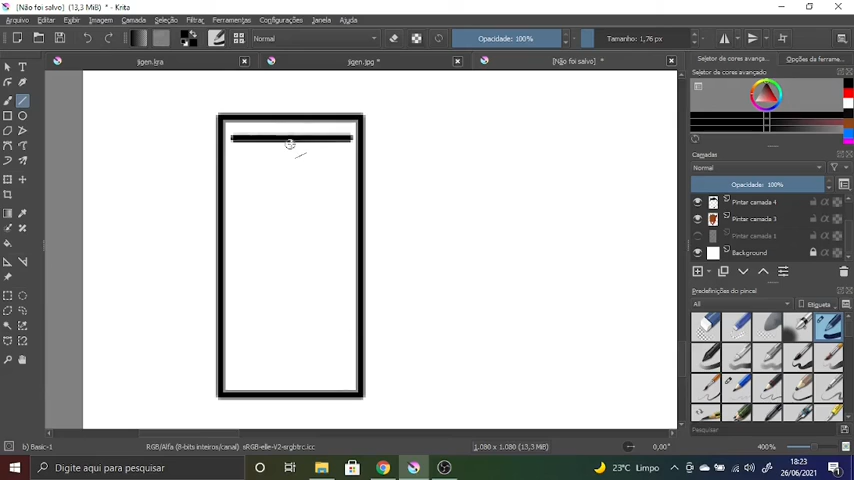 [Não foi salvo] (13,3 MiB) * - Krita
Arquivo Editar Exibir Imagem Camada Seleção Filtrar Ferramentas Configurações Janela Ajuda
Normal Opacidade: 100% Tamanho: 1,76 px
jigen.kra jigen.jpg * [Não foi salvo] *
Seletor de cores avanç... Opções da ferrame...
Seletor de cores avançado
Camadas
Normal
Opacidade: 100%
Pintar camada 4
Pintar camada 3
Pintar camada 1
Background
Predefinições do pincel
All Etiqueta
Pesquisar
b) Basic-1 RGB/Alfa (8-bits inteiros/canal) sRGB-elle-V2-srgbtrc.icc 1.080 x 1.080 (13,3 MiB) 0,00° 400%
Digite aqui para pesquisar 23°C Limpo 18:23
26/06/2021